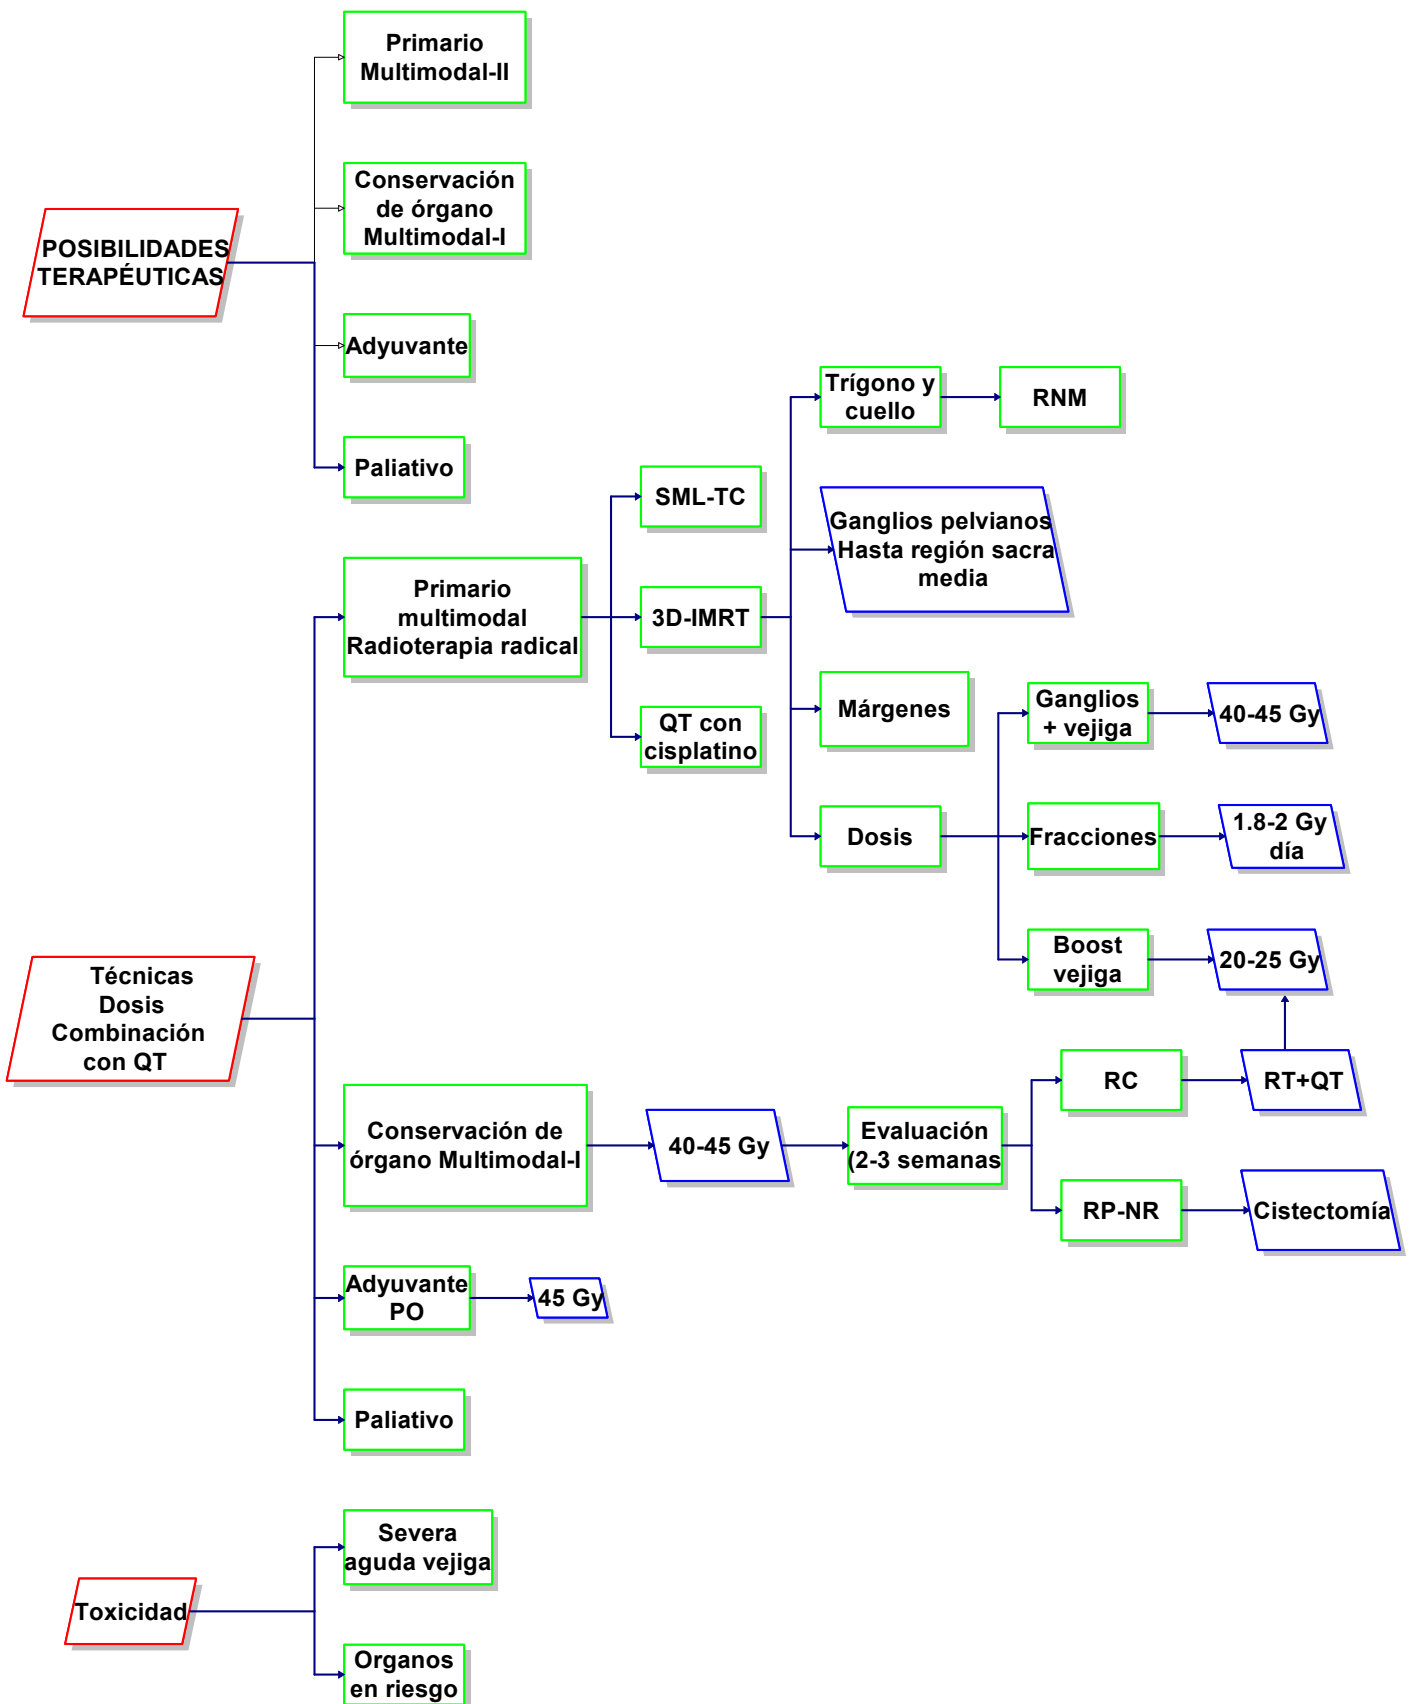 Primario
Multimodal-II
Conservación
de órgano
Multimodal-I
POSIBILIDADES
TERAPÉUTICAS
Adyuvante
Paliativo
Trígono y
cuello
RNM
SML-TC
Ganglios pelvianos
Hasta región sacra
media
Primario
multimodal
Radioterapia radical
3D-IMRT
QT con
cisplatino
Márgenes
Ganglios
+ vejiga
40-45 Gy
Dosis
Fracciones
1.8-2 Gy
día
Boost
vejiga
20-25 Gy
Técnicas
Dosis
Combinación
con QT
RC
RT+QT
Conservación de
órgano Multimodal-I
40-45 Gy
Evaluación
(2-3 semanas
RP-NR
Cistectomía
Adyuvante
PO
45 Gy
Paliativo
Severa
aguda vejiga
Toxicidad
Organos
en riesgo